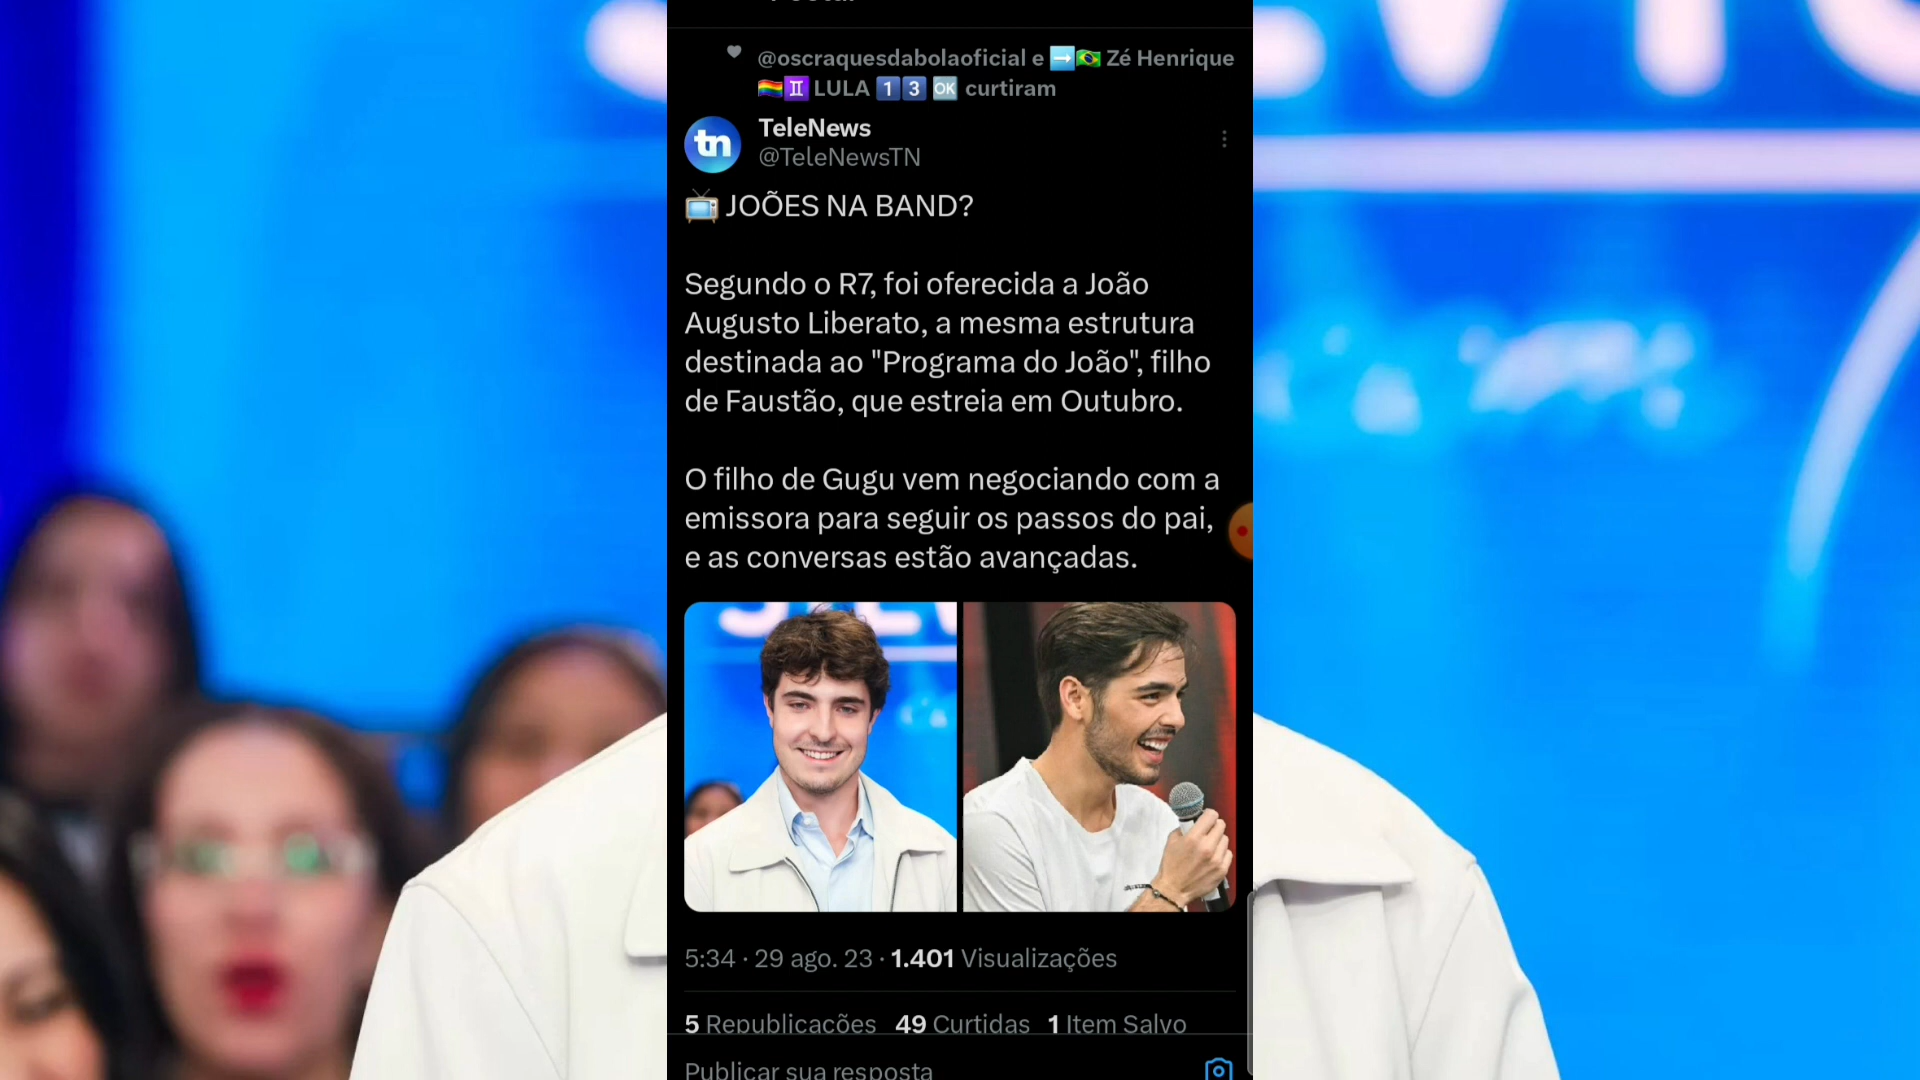 @oscraquesdabolaoficial e ➡️🇧🇷 Zé Henrique
🏳️‍🌈♊ LULA 1️⃣3️⃣ 🆗 curtiram
tn
TeleNews
@TeleNewsTN
📺 JOÕES NA BAND?
Segundo o R7, foi oferecida a João
Augusto Liberato, a mesma estrutura
destinada ao "Programa do João", filho
de Faustão, que estreia em Outubro.
O filho de Gugu vem negociando com a
emissora para seguir os passos do pai,
e as conversas estão avançadas.
5:34 · 29 ago. 23 · 1.401 Visualizações
5 Republicações 49 Curtidas 1 Item Salvo
Publicar sua resposta